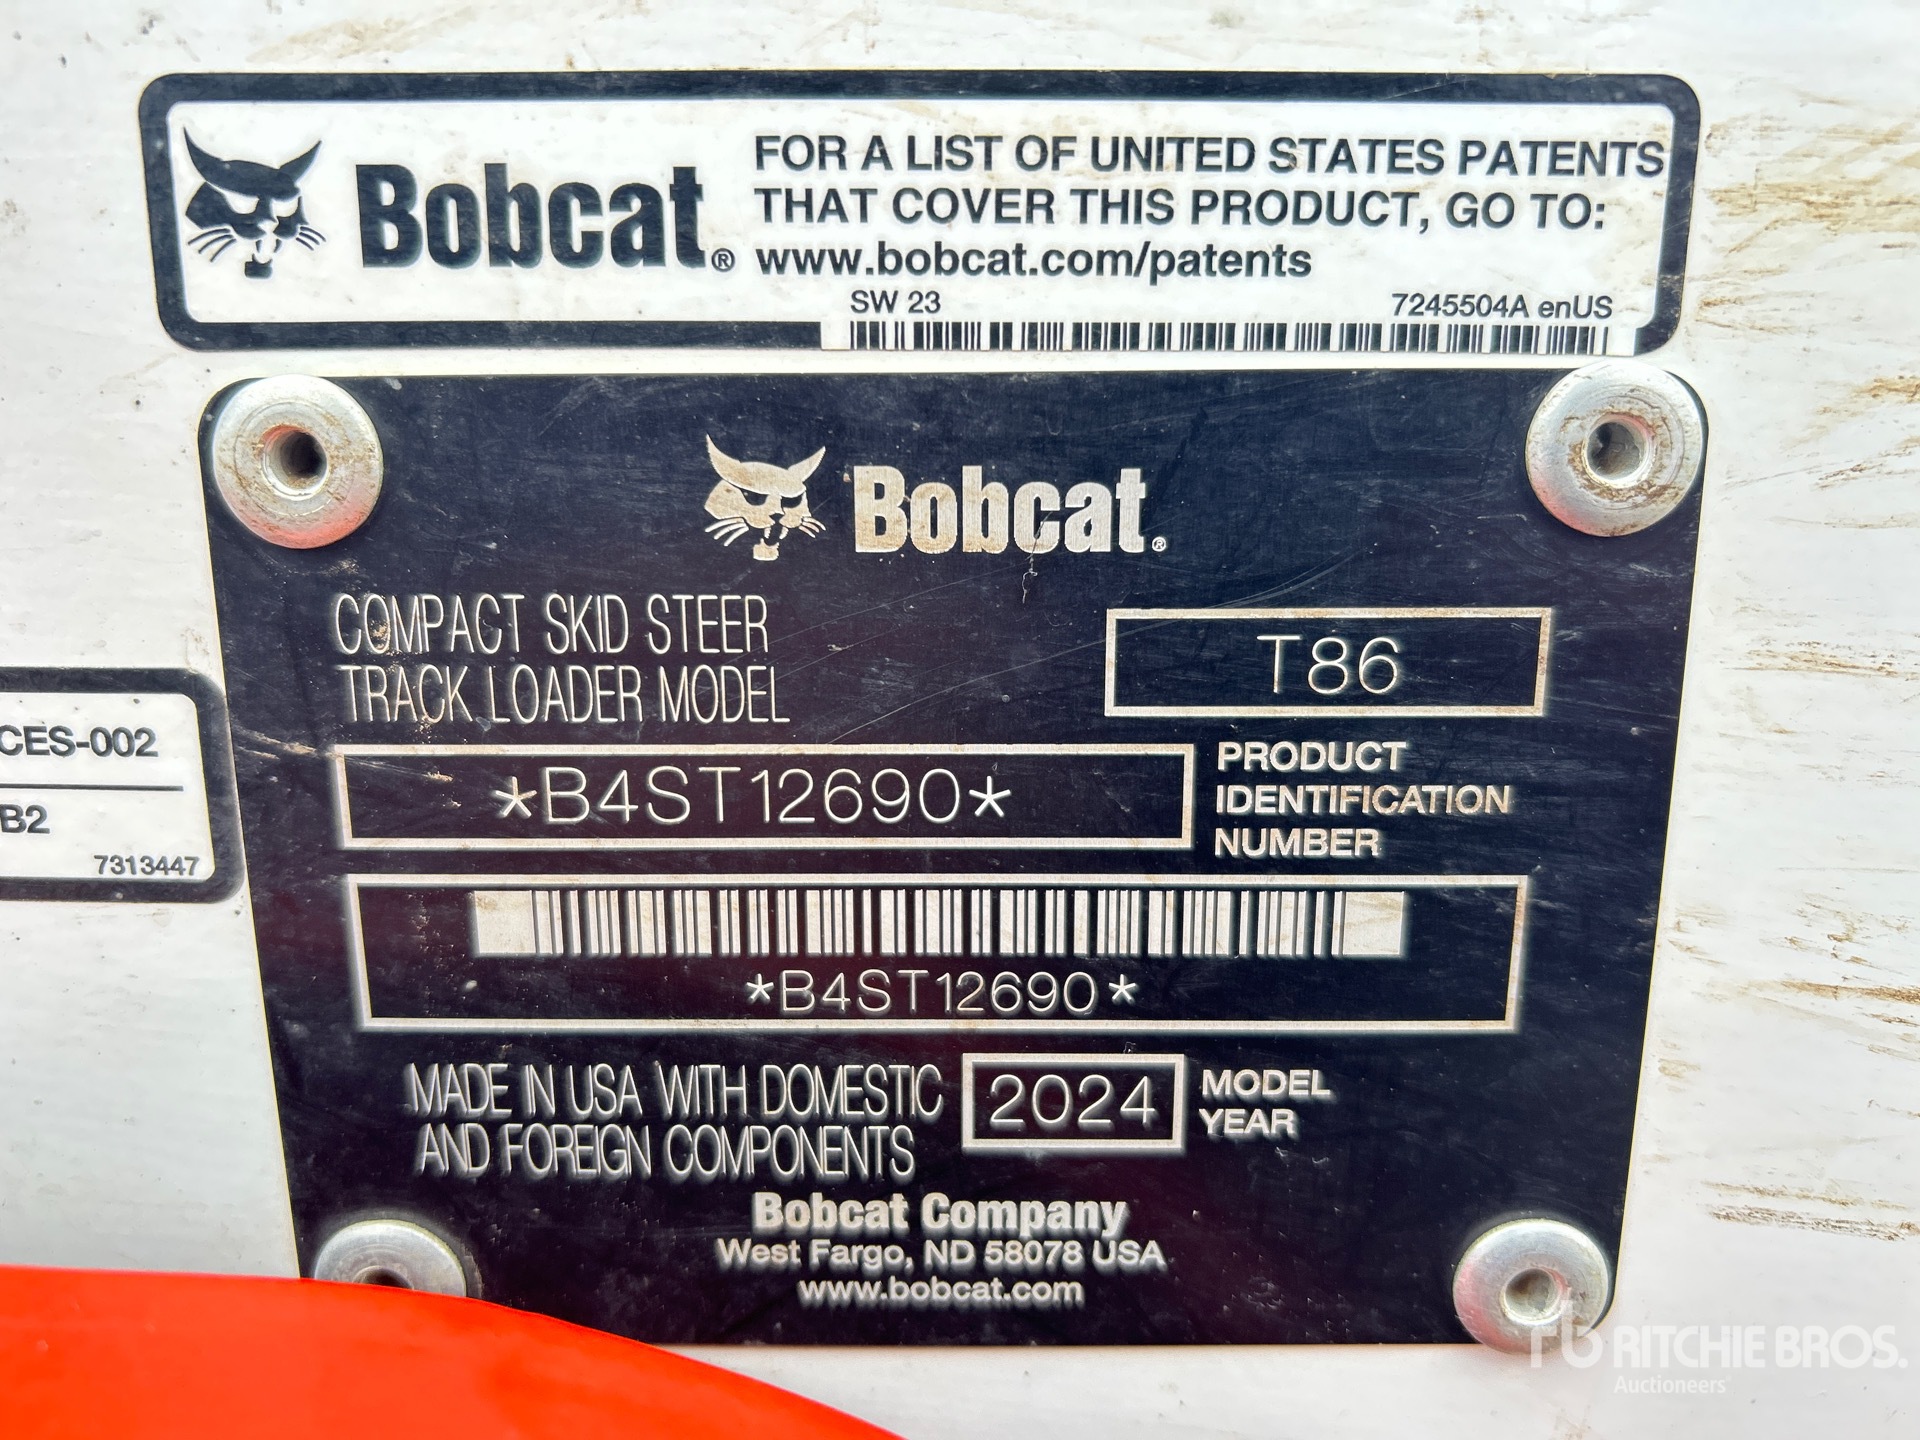 Bobcat®
FOR A LIST OF UNITED STATES PATENTS
THAT COVER THIS PRODUCT, GO TO:
www.bobcat.com/patents
SW 23
7245504A enUS
Bobcat®
COMPACT SKID STEER
TRACK LOADER MODEL
T86
*B4ST12690*
PRODUCT
IDENTIFICATION
NUMBER
CES-002
B2
7313447
*B4ST12690*
MADE IN USA WITH DOMESTIC
AND FOREIGN COMPONENTS
2024
MODEL
YEAR
Bobcat Company
West Fargo, ND 58078 USA
www.bobcat.com
rb RITCHIE BROS.
Auctioneers